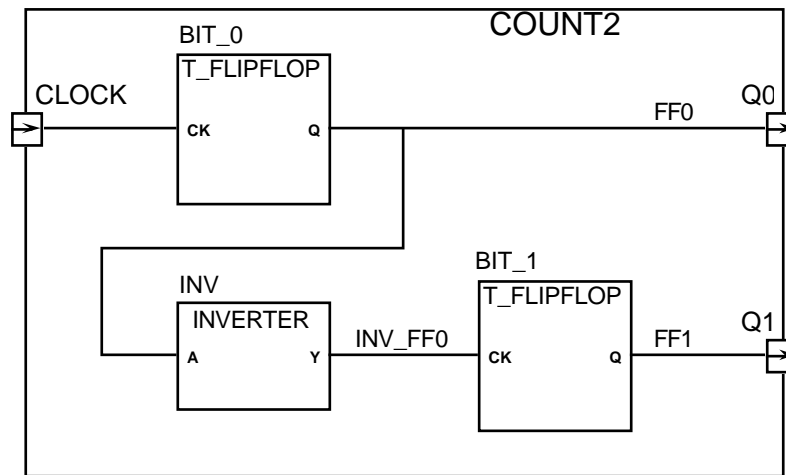 COUNT2
BIT_0
T_FLIPFLOP
CLOCK
CK
Q
FF0
Q0
INV
INVERTER
A
Y
INV_FF0
BIT_1
T_FLIPFLOP
CK
Q
FF1
Q1